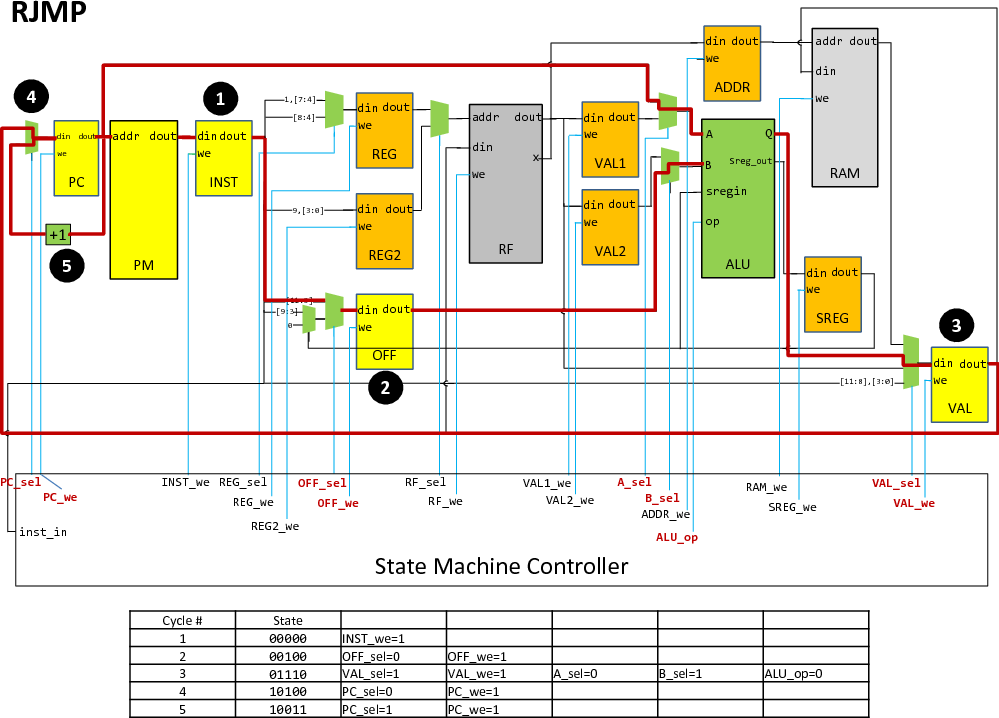 RJMP
4
1
din dout
we
PC
addr dout
PM
din dout
we
INST
+1
5
1,[7:4]
[8:4]
din dout
we
REG
9,[3:0]
din dout
we
REG2
[9:3]
0
din dout
we
OFF
2
addr dout
din
x
we
RF
din dout
we
VAL1
din dout
we
VAL2
din dout
we
ADDR
A Q
Sreg_out
B
sregin
op
ALU
addr dout
din
we
RAM
din dout
we
SREG
3
[11:8],[3:0]
din dout
we
VAL
PC_sel
PC_we
INST_we
REG_sel
REG_we
REG2_we
OFF_sel
OFF_we
RF_sel
RF_we
VAL1_we
VAL2_we
A_sel
B_sel
ADDR_we
ALU_op
RAM_we
SREG_we
VAL_sel
VAL_we
inst_in
State Machine Controller
Cycle # State
1 00000 INST_we=1
2 00100 OFF_sel=0 OFF_we=1
3 01110 VAL_sel=1 VAL_we=1 A_sel=0 B_sel=1 ALU_op=0
4 10100 PC_sel=0 PC_we=1
5 10011 PC_sel=1 PC_we=1